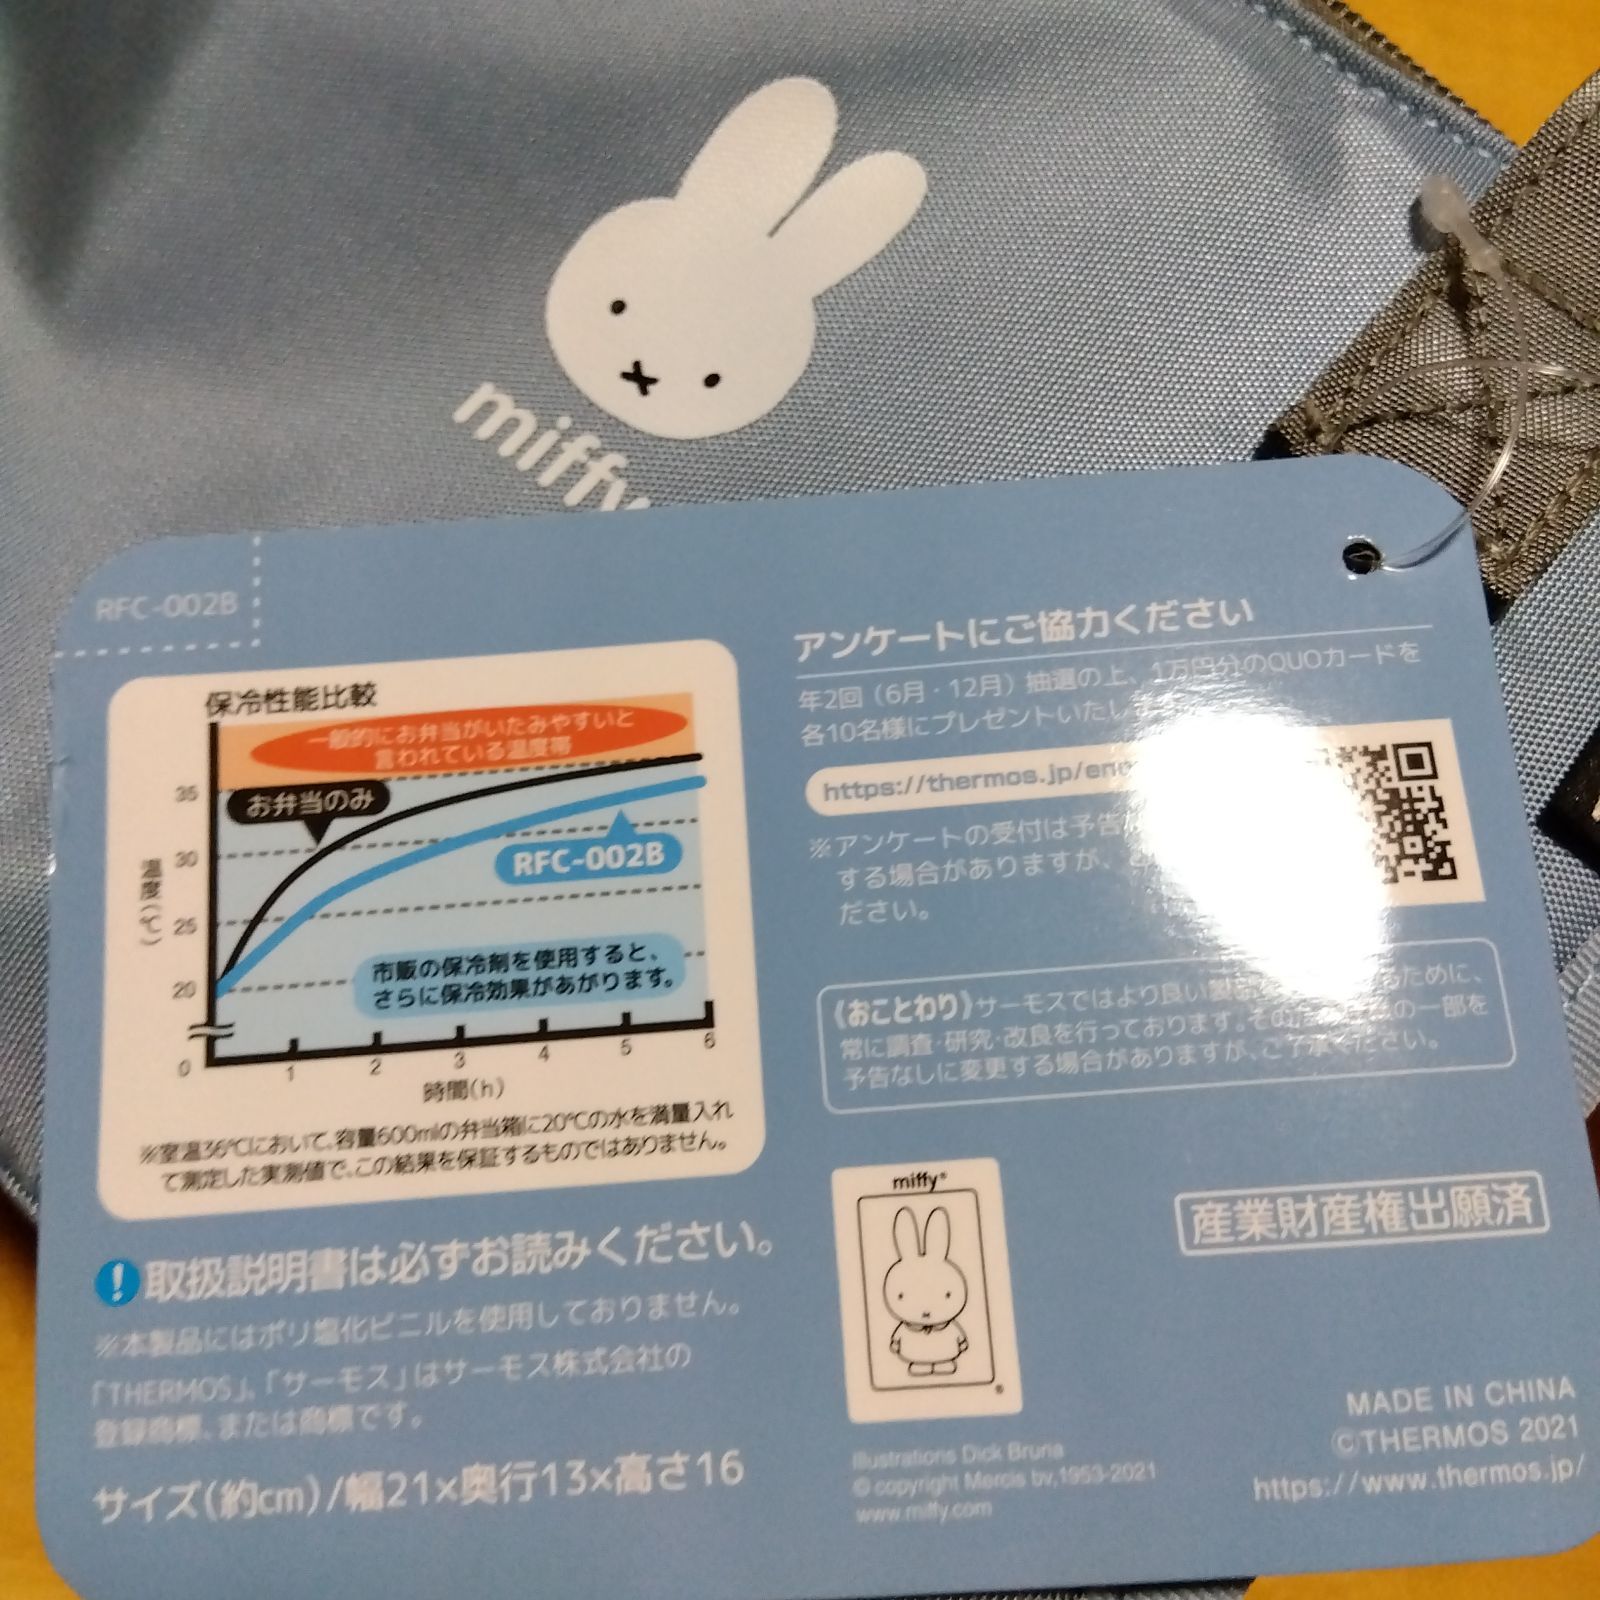 miffy
RFC-002B
保冷性能比較
一般的にお弁当がいたみやすいと
言われている温度帯
お弁当のみ
RFC-002B
市販の保冷剤を使用すると、
さらに保冷効果があがります。
温度(℃)
35
30
25
20
0
1 2 3 4 5 6
時間(h)
※室温36℃において、容量600mlの弁当箱に20℃の水を満量入れ
て測定した実測値で、この結果を保証するものではありません。
取扱説明書は必ずお読みください。
※本製品にはポリ塩化ビニルを使用しておりません。
「THERMOS」、「サーモス」はサーモス株式会社の
登録商標、または商標です。
サイズ(約cm)/幅21×奥行13×高さ16
アンケートにご協力ください
年2回(6月・12月)抽選の上、1万円分のQUOカードを
各10名様にプレゼントいたし
https://thermos.jp/enq
※アンケートの受付は予告
する場合がありますが、
ださい。
《おことわり》サーモスではより良い製品 るために、
常に調査・研究・改良を行っております。そのため の一部を
予告なしに変更する場合がありますが、ご了承ください。
miffy®
®
産業財産権出願済
Illustrations Dick Bruna
© copyright Mercis bv,1953-2021
www.miffy.com
MADE IN CHINA
©THERMOS 2021
https://www.thermos.jp/